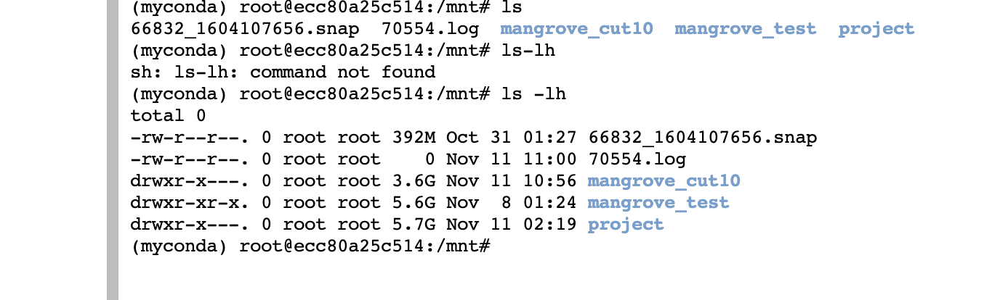 (myconda) root@ecc80a25c514:/mnt# ls
66832_1604107656.snap  70554.log  mangrove_cut10  mangrove_test  project
(myconda) root@ecc80a25c514:/mnt# ls-lh
sh: ls-lh: command not found
(myconda) root@ecc80a25c514:/mnt# ls -lh
total 0
-rw-r--r--. 0 root root 392M Oct 31 01:27 66832_1604107656.snap
-rw-r--r--. 0 root root    0 Nov 11 11:00 70554.log
drwxr-x---. 0 root root 3.6G Nov 11 10:56 mangrove_cut10
drwxr-xr-x. 0 root root 5.6G Nov  8 01:24 mangrove_test
drwxr-x---. 0 root root 5.7G Nov 11 02:19 project
(myconda) root@ecc80a25c514:/mnt#